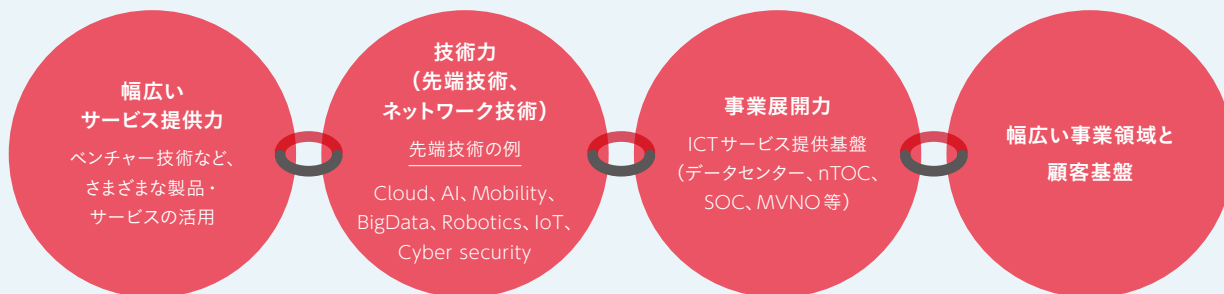 幅広い
サービス提供力
ベンチャー技術など、
さまざまな製品・
サービスの活用
技術力
（先端技術、
ネットワーク技術）
先端技術の例
Cloud、AI、Mobility、
BigData、Robotics、IoT、
Cyber security
事業展開力
ICTサービス提供基盤
（データセンター、nTOC、
SOC、MVNO等）
幅広い事業領域と
顧客基盤